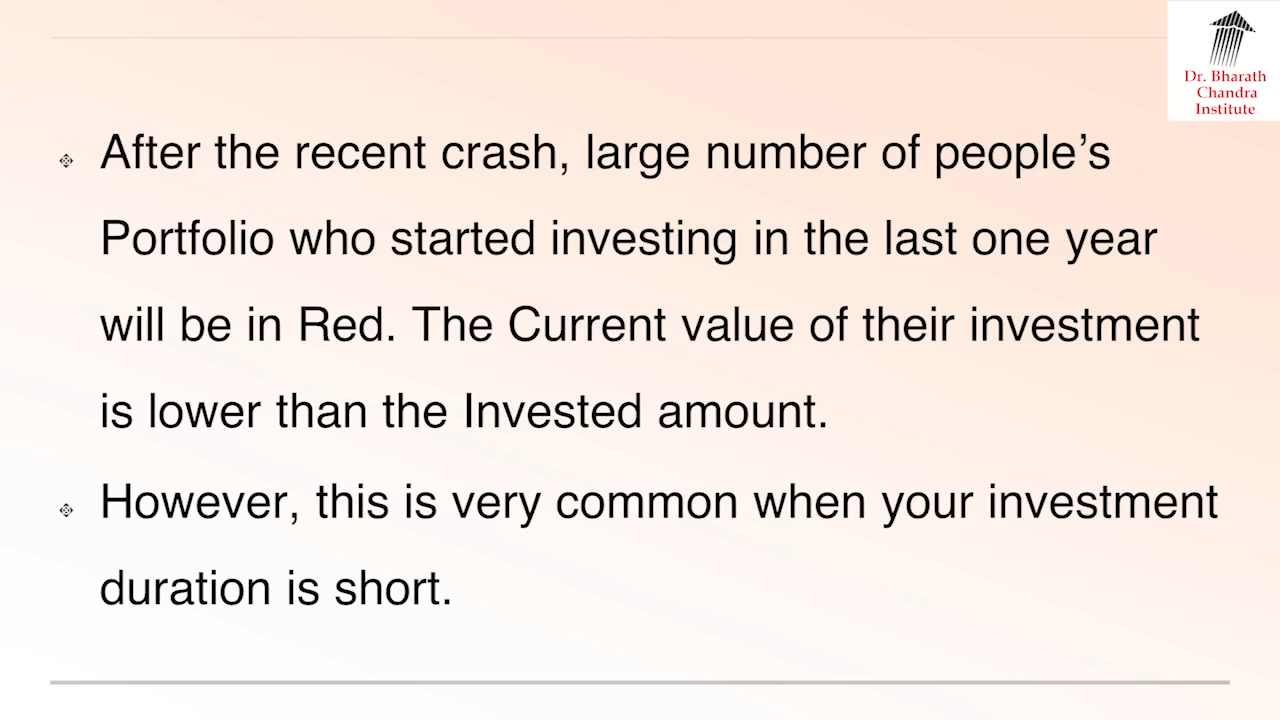 Dr. Bharath
Chandra
Institute
After the recent crash, large number of people’s
Portfolio who started investing in the last one year
will be in Red. The Current value of their investment
is lower than the Invested amount.
However, this is very common when your investment
duration is short.